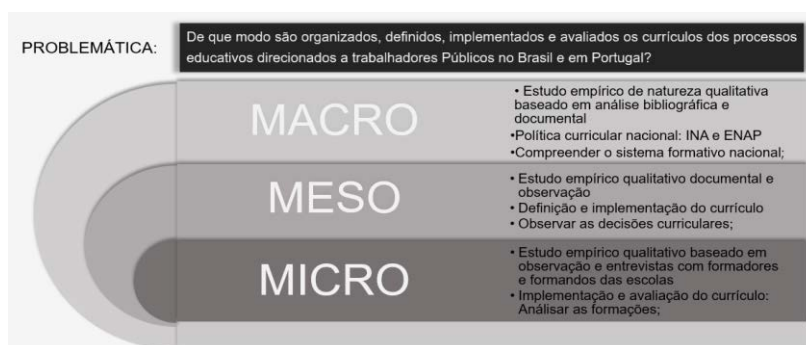 PROBLEMÁTICA:
De que modo são organizados, definidos, implementados e avaliados os currículos dos processos
educativos direcionados a trabalhadores Públicos no Brasil e em Portugal?
MACRO
• Estudo empírico de natureza qualitativa
baseado em análise bibliográfica e
documental
•Política curricular nacional: INA e ENAP
•Compreender o sistema formativo nacional;
MESO
• Estudo empírico qualitativo documental e
observação
• Definição e implementação do currículo
• Observar as decisões curriculares;
MICRO
• Estudo empírico qualitativo baseado em
observação e entrevistas com formadores
e formandos das escolas
• Implementação e avaliação do currículo:
Análisar as formações;